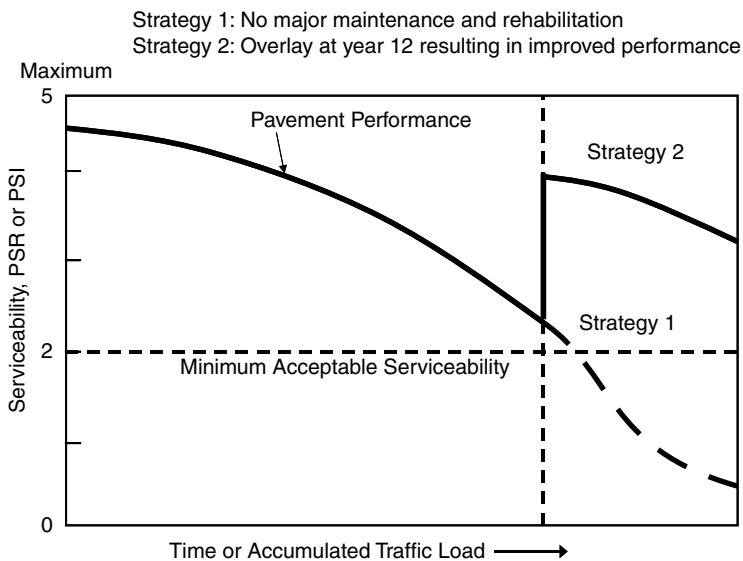 Strategy 1: No major maintenance and rehabilitation
Strategy 2: Overlay at year 12 resulting in improved performance
Maximum
5
Pavement Performance
Strategy 2
Serviceability, PSR or PSI
Strategy 1
2
Minimum Acceptable Serviceability
0
Time or Accumulated Traffic Load